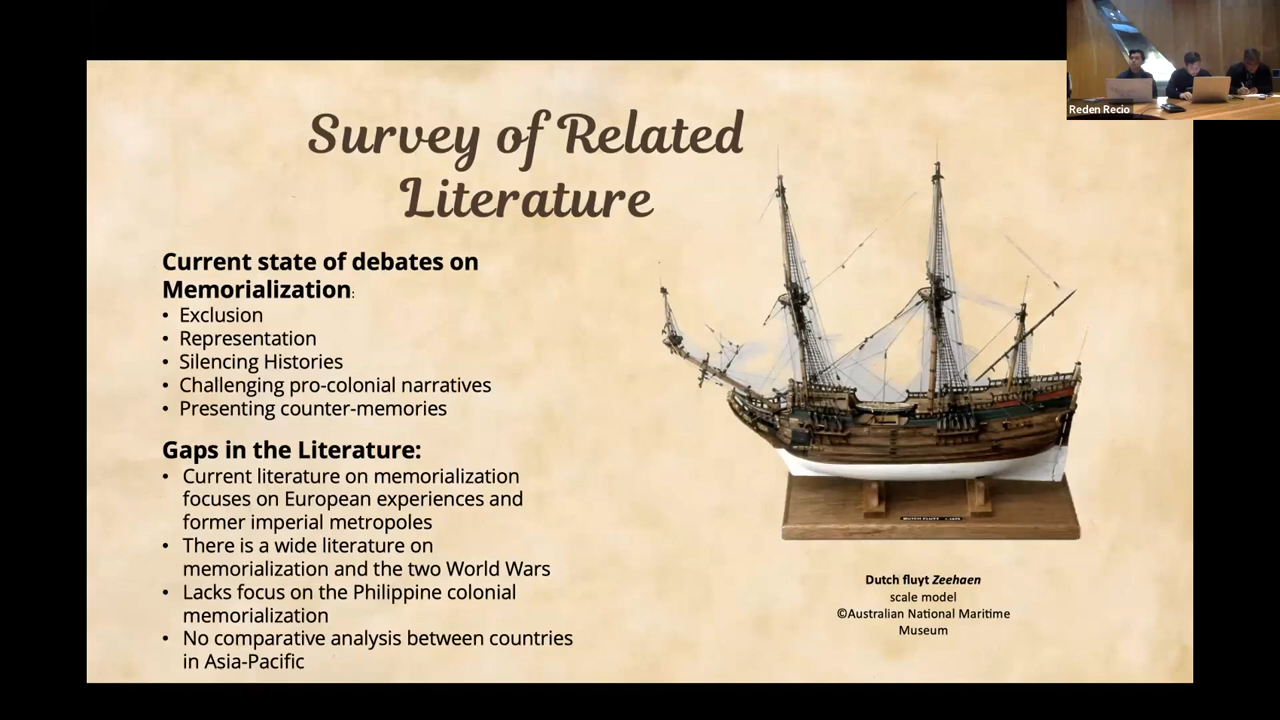 Reden Recio
Survey of Related
Literature
Current state of debates on
Memorialization:
• Exclusion
• Representation
• Silencing Histories
• Challenging pro-colonial narratives
• Presenting counter-memories
Gaps in the Literature:
• Current literature on memorialization
focuses on European experiences and
former imperial metropoles
• There is a wide literature on
memorialization and the two World Wars
• Lacks focus on the Philippine colonial
memorialization
• No comparative analysis between countries
in Asia-Pacific
Dutch fluyt Zeehaen
scale model
©Australian National Maritime
Museum